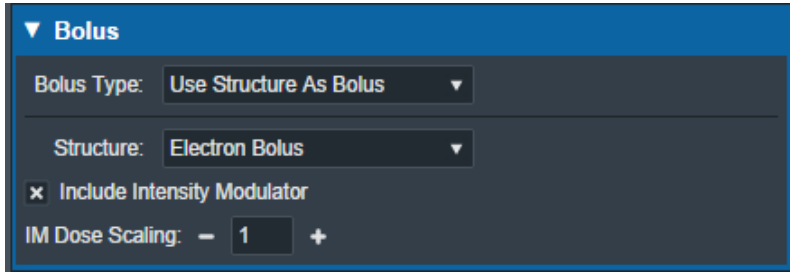 Bolus
Bolus Type: Use Structure As Bolus
Structure: Electron Bolus
Include Intensity Modulator
IM Dose Scaling: − 1 +